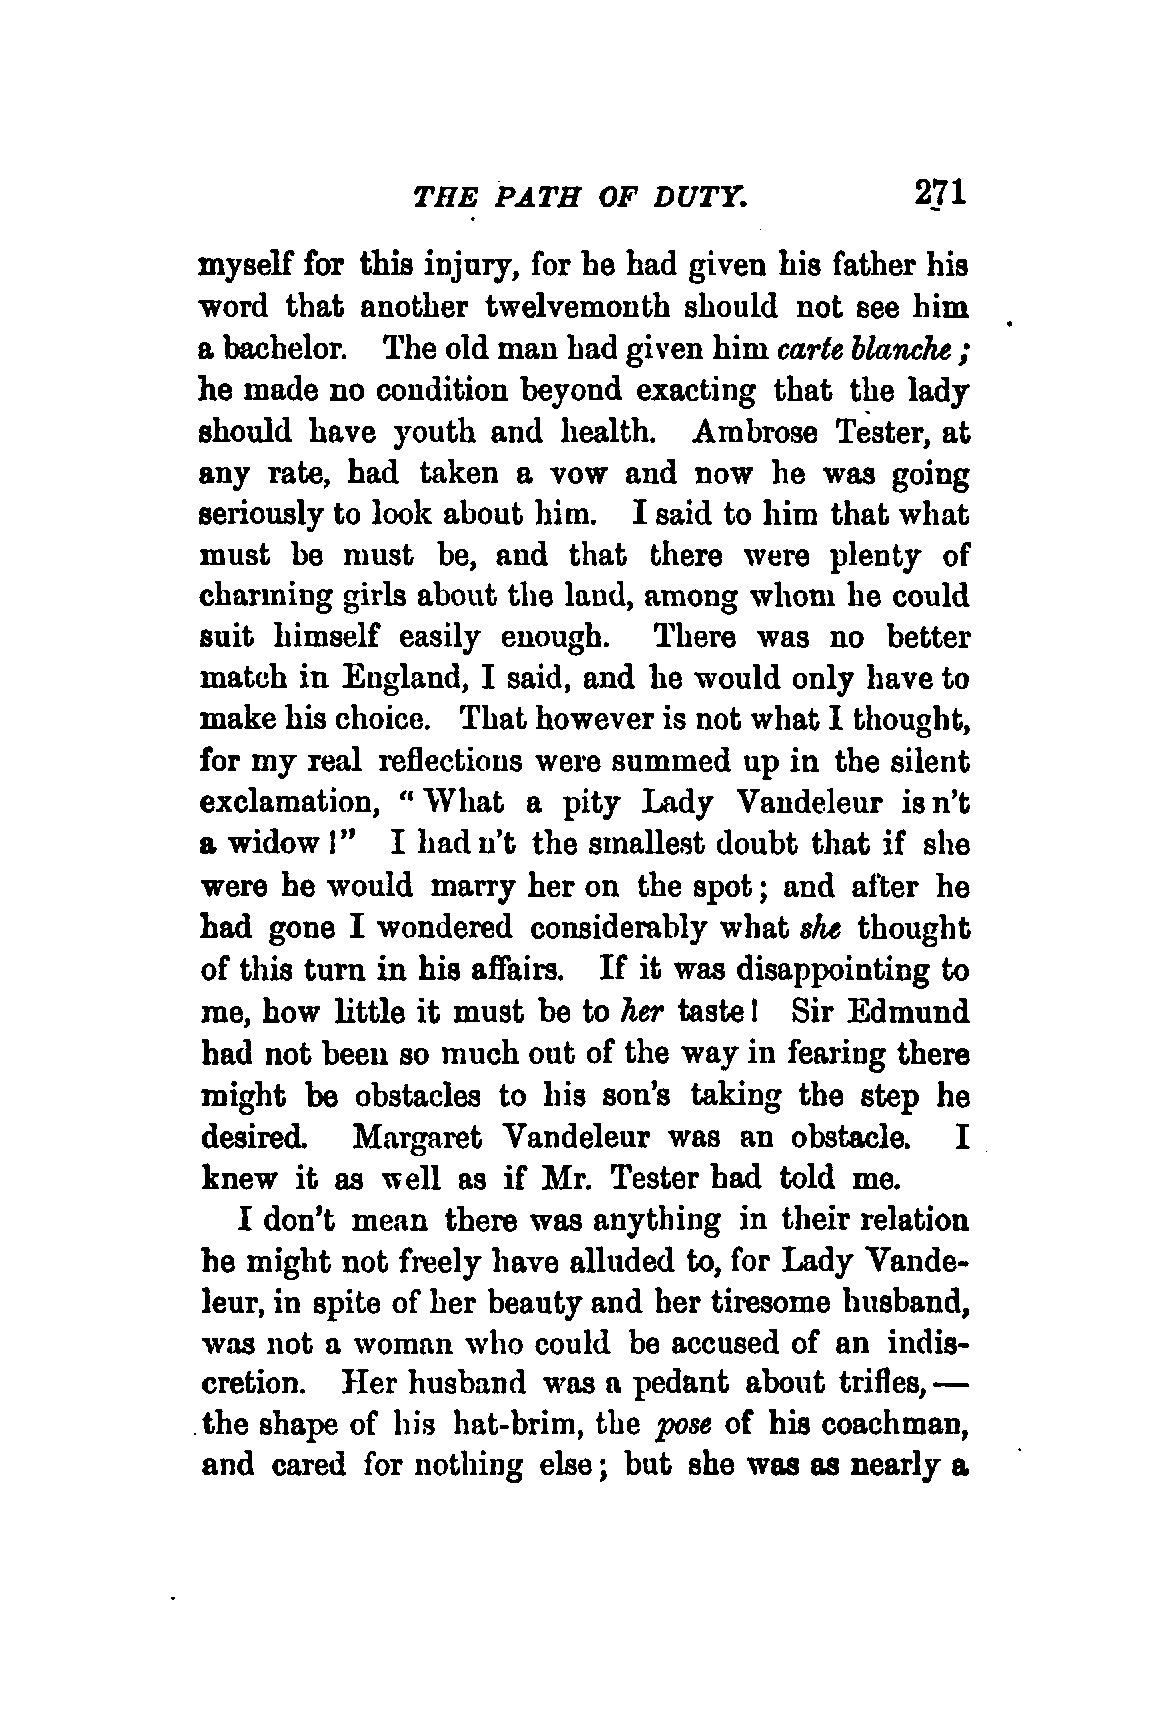 THE PATH OF DUTY. 271
myself for this injury, for he had given his father his
word that another twelvemonth should not see him
a bachelor. The old man had given him carte blanche;
he made no condition beyond exacting that the lady
should have youth and health. Ambrose Tester, at
any rate, had taken a vow and now he was going
seriously to look about him. I said to him that what
must be must be, and that there were plenty of
charming girls about the land, among whom he could
suit himself easily enough. There was no better
match in England, I said, and he would only have to
make his choice. That however is not what I thought,
for my real reflections were summed up in the silent
exclamation, “What a pity Lady Vandeleur is n't
a widow!” I had n't the smallest doubt that if she
were he would marry her on the spot; and after he
had gone I wondered considerably what she thought
of this turn in his affairs. If it was disappointing to
me, how little it must be to her taste! Sir Edmund
had not been so much out of the way in fearing there
might be obstacles to his son's taking the step he
desired. Margaret Vandeleur was an obstacle. I
knew it as well as if Mr. Tester had told me.
I don't mean there was anything in their relation
he might not freely have alluded to, for Lady Vande-
leur, in spite of her beauty and her tiresome husband,
was not a woman who could be accused of an indis-
cretion. Her husband was a pedant about trifles,—
the shape of his hat-brim, the pose of his coachman,
and cared for nothing else; but she was as nearly a